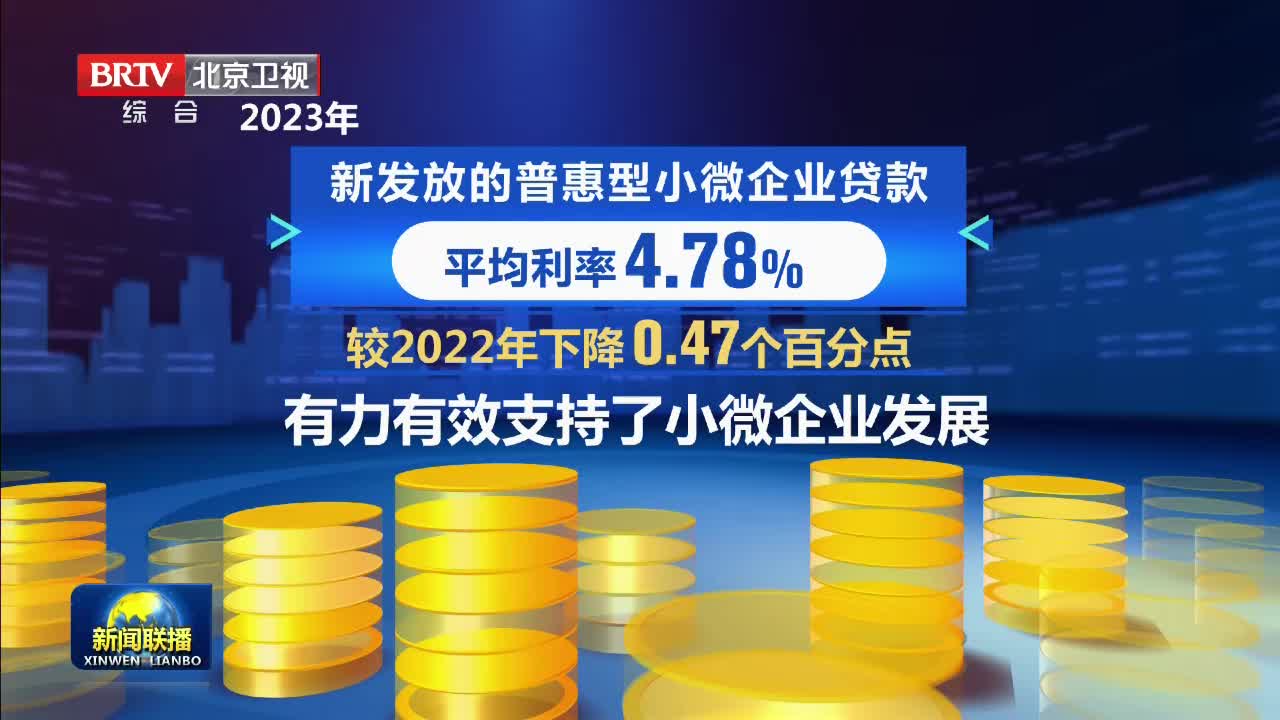 BRTV 北京卫视
综合
2023年
新发放的普惠型小微企业贷款
平均利率4.78%
较2022年下降0.47个百分点
有力有效支持了小微企业发展
新闻联播
XINWEN LIANBO